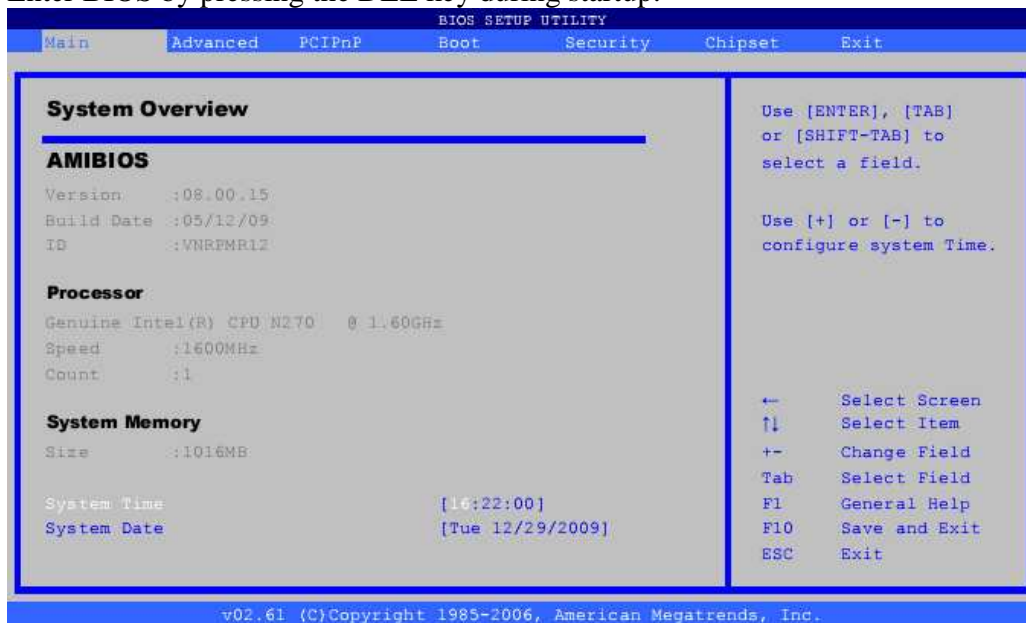 Enter BIOS by pressing the DEL key during startup.
BIOS SETUP UTILITY
Main Advanced PCIPnP Boot Security Chipset Exit
System Overview
AMIBIOS
Version :08.00.15
Build Date :05/12/09
ID :VNRPMR12
Processor
Genuine Intel(R) CPU N270 @ 1.60GHz
Speed :1600MHz
Count :1
System Memory
Size :1016MB
System Time [16:22:00]
System Date [Tue 12/29/2009]
Use [ENTER], [TAB]
or [SHIFT-TAB] to
select a field.
Use [+] or [-] to
configure system Time.
← Select Screen
↑↓ Select Item
+- Change Field
Tab Select Field
F1 General Help
F10 Save and Exit
ESC Exit
v02.61 (C)Copyright 1985-2006, American Megatrends, Inc.